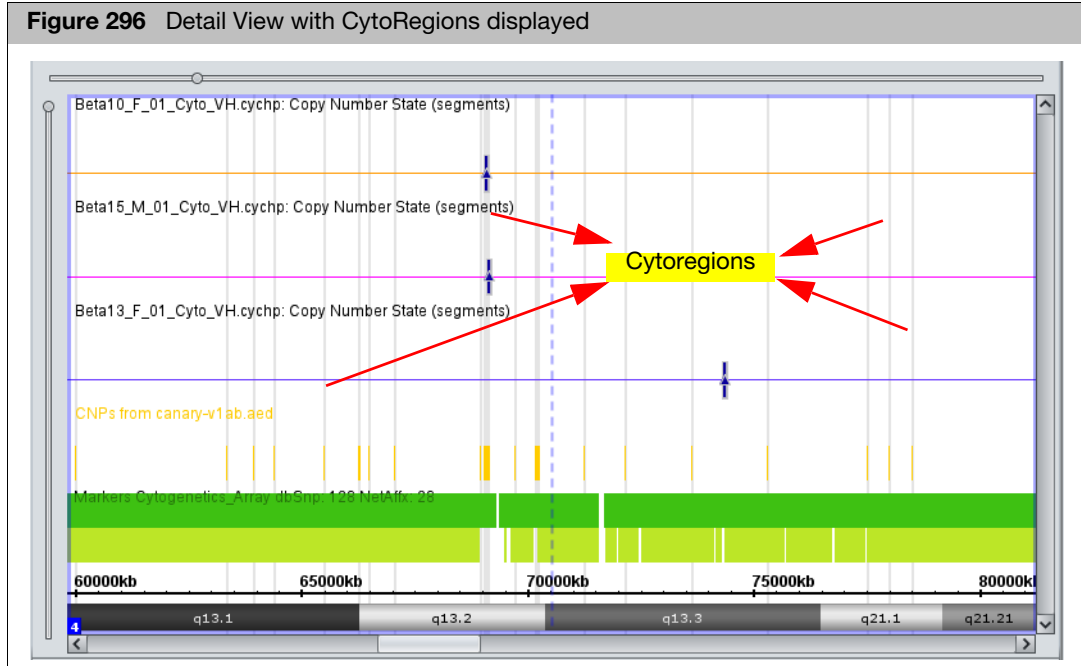 Figure 296 Detail View with CytoRegions displayed
Beta10_F_01_Cyto_VH.cychp: Copy Number State (segments)
Beta15_M_01_Cyto_VH.cychp: Copy Number State (segments)
Cytoregions
Beta13_F_01_Cyto_VH.cychp: Copy Number State (segments)
CNPs from canary-v1ab.aed
Markers Cytogenetics_Array dbSnp: 128 NetAffx: 28
60000kb 65000kb 70000kb 75000kb 80000k
q13.1 q13.2 q13.3 q21.1 q21.21
4